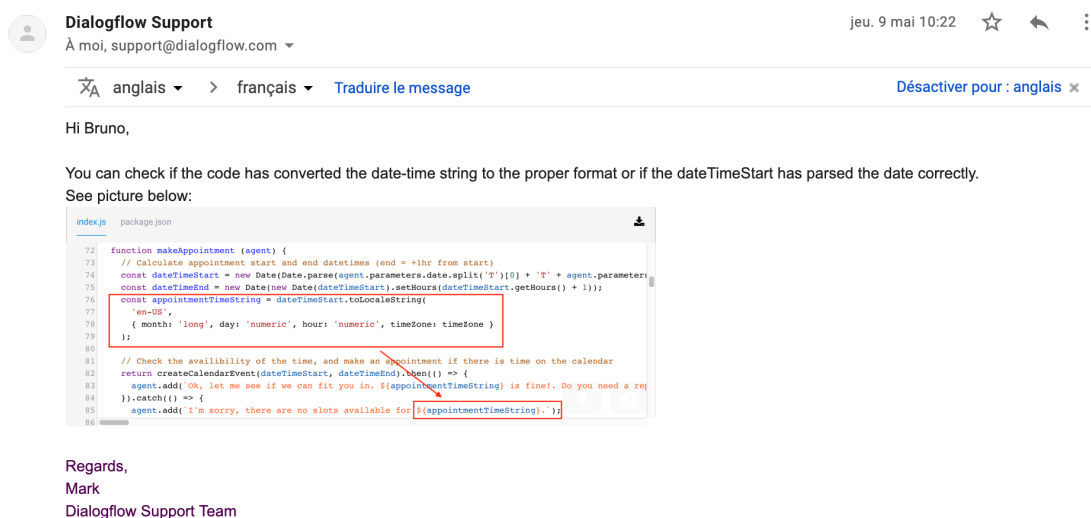 Dialogflow Support
jeu. 9 mai 10:22
À moi, support@dialogflow.com
anglais > français Traduire le message
Désactiver pour : anglais ×
Hi Bruno,
You can check if the code has converted the date-time string to the proper format or if the dateTimeStart has parsed the date correctly.
See picture below:
index.js package.json
72 function makeAppointment (agent) {
73 // Calculate appointment start and end datetimes (end = +1hr from start)
74 const dateTimeStart = new Date(Date.parse(agent.parameters.date.split('T')[0] + 'T' + agent.parameters
75 const dateTimeEnd = new Date(new Date(dateTimeStart).setHours(dateTimeStart.getHours() + 1));
76 const appointmentTimeString = dateTimeStart.toLocaleString(
77 'en-US',
78 { month: 'long', day: 'numeric', hour: 'numeric', timeZone: timeZone }
79 );
80
81 // Check the availibility of the time, and make an appointment if there is time on the calendar
82 return createCalendarEvent(dateTimeStart, dateTimeEnd).then(() => {
83 agent.add(`Ok, let me see if we can fit you in. ${appointmentTimeString} is fine!. Do you need a rep
84 }).catch(() => {
85 agent.add(`I'm sorry, there are no slots available for ${appointmentTimeString}.`);
86
Regards,
Mark
Dialogflow Support Team